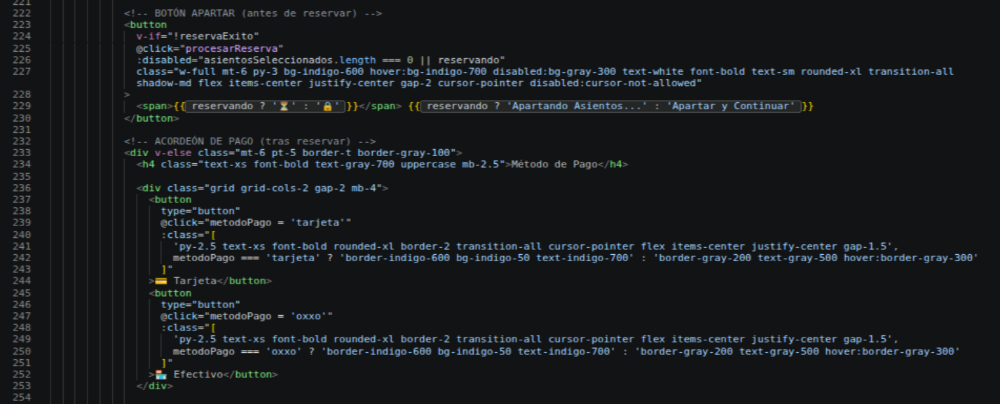 221
222 <!-- BOTÓN APARTAR (antes de reservar) -->
223 <button
224 v-if="!reservaExito"
225 @click="procesarReserva"
226 :disabled="asientosSeleccionados.length === 0 || reservando"
227 class="w-full mt-6 py-3 bg-indigo-600 hover:bg-indigo-700 disabled:bg-gray-300 text-white font-bold text-sm rounded-xl transition-all
shadow-md flex items-center justify-center gap-2 cursor-pointer disabled:cursor-not-allowed"
228 >
229 <span>{{ reservando ? '⏳' : '🔒' }}</span> {{ reservando ? 'Apartando Asientos...' : 'Apartar y Continuar' }}
230 </button>
231
232 <!-- ACORDEÓN DE PAGO (tras reservar) -->
233 <div v-else class="mt-6 pt-5 border-t border-gray-100">
234 <h4 class="text-xs font-bold text-gray-700 uppercase mb-2.5">Método de Pago</h4>
235
236 <div class="grid grid-cols-2 gap-2 mb-4">
237 <button
238 type="button"
239 @click="metodoPago = 'tarjeta'"
240 :class="[
241 'py-2.5 text-xs font-bold rounded-xl border-2 transition-all cursor-pointer flex items-center justify-center gap-1.5',
242 metodoPago === 'tarjeta' ? 'border-indigo-600 bg-indigo-50 text-indigo-700' : 'border-gray-200 text-gray-500 hover:border-gray-300'
243 ]"
244 >💳 Tarjeta</button>
245 <button
246 type="button"
247 @click="metodoPago = 'oxxo'"
248 :class="[
249 'py-2.5 text-xs font-bold rounded-xl border-2 transition-all cursor-pointer flex items-center justify-center gap-1.5',
250 metodoPago === 'oxxo' ? 'border-indigo-600 bg-indigo-50 text-indigo-700' : 'border-gray-200 text-gray-500 hover:border-gray-300'
251 ]"
252 >🏪 Efectivo</button>
253 </div>
254